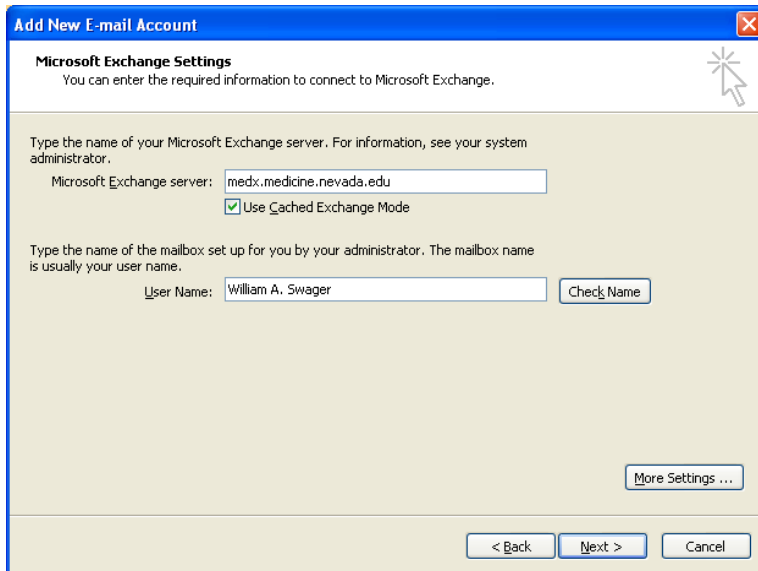 Add New E-mail Account
Microsoft Exchange Settings
You can enter the required information to connect to Microsoft Exchange.
Type the name of your Microsoft Exchange server. For information, see your system
administrator.
Microsoft Exchange server: medx.medicine.nevada.edu
Use Cached Exchange Mode
Type the name of the mailbox set up for you by your administrator. The mailbox name
is usually your user name.
User Name: William A. Swager Check Name
More Settings ...
< Back Next > Cancel